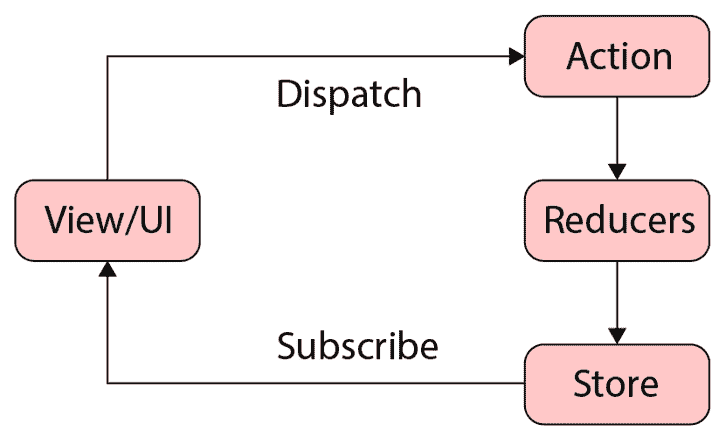 Action
Dispatch
View/UI
Reducers
Subscribe
Store